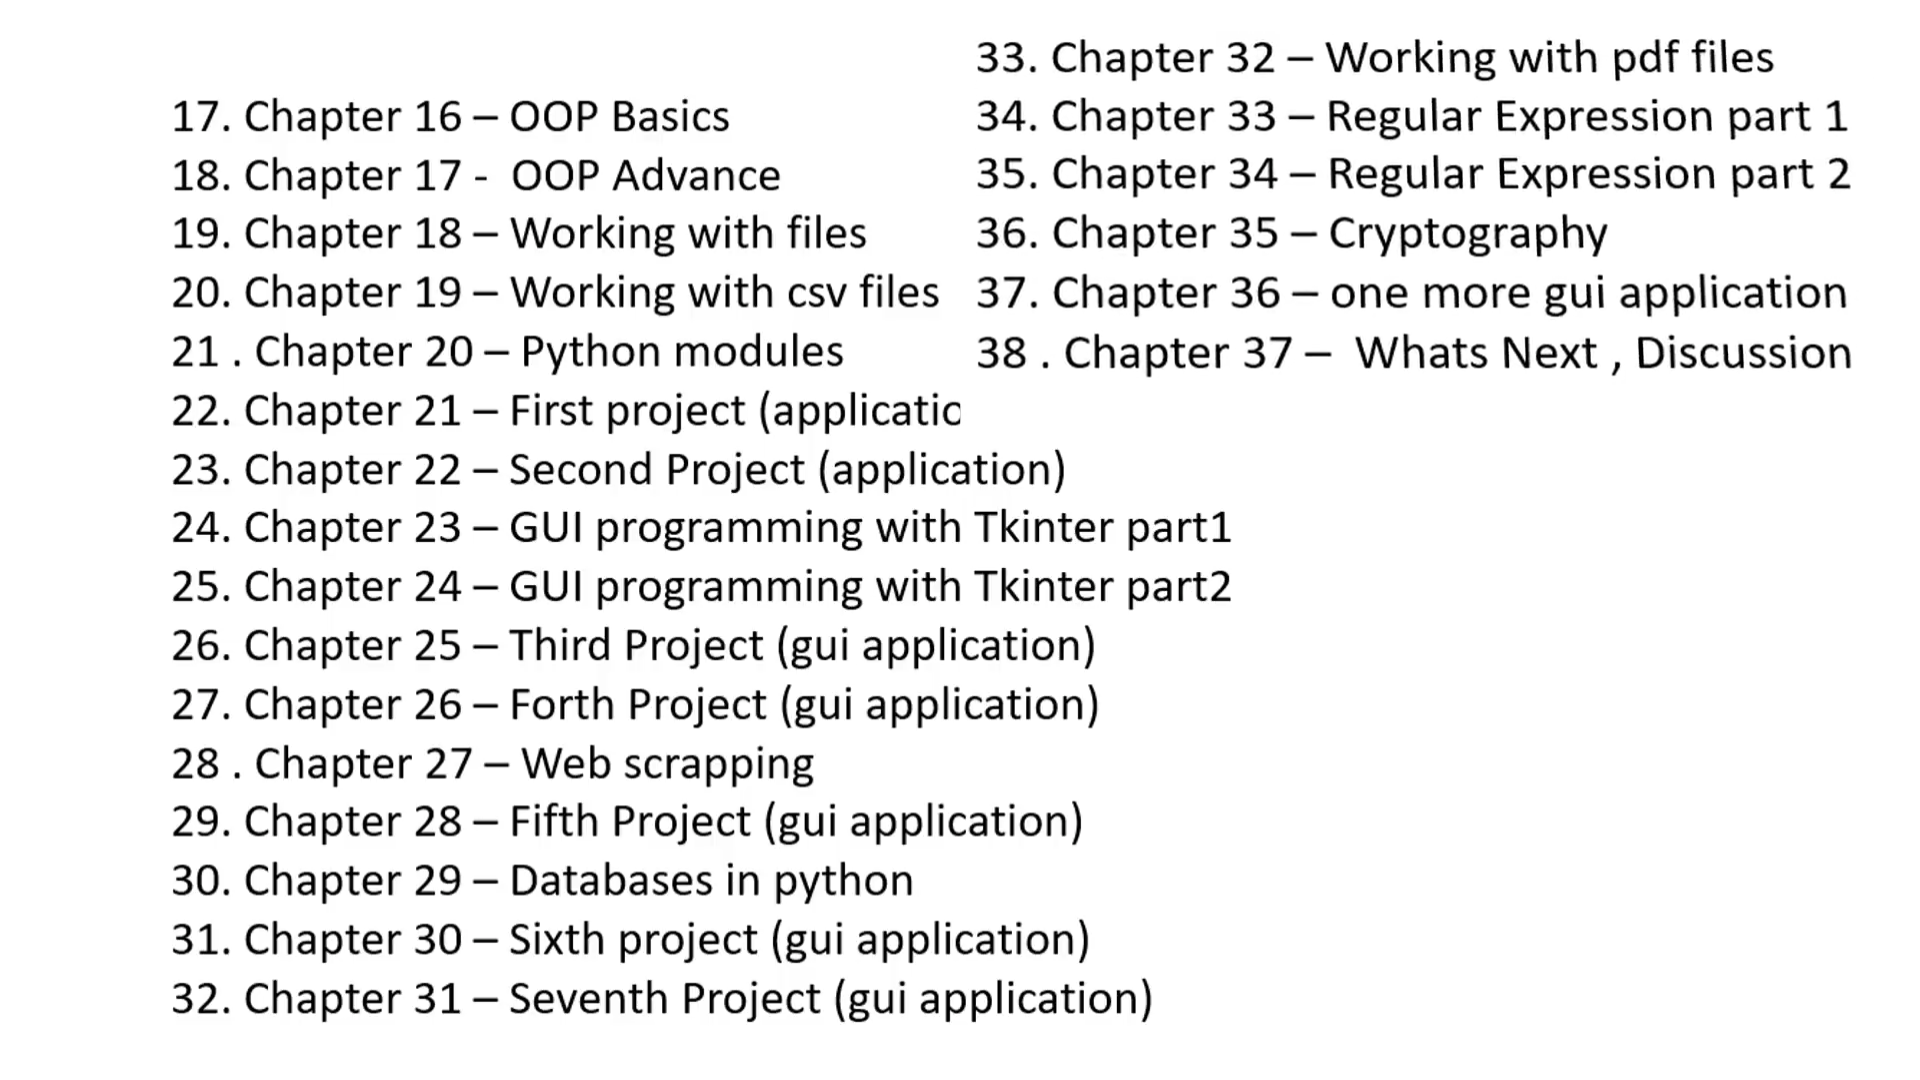 17. Chapter 16 – OOP Basics
18. Chapter 17 -  OOP Advance
19. Chapter 18 – Working with files
20. Chapter 19 – Working with csv files
21 . Chapter 20 – Python modules
22. Chapter 21 – First project (applicatio
23. Chapter 22 – Second Project (application)
24. Chapter 23 – GUI programming with Tkinter part1
25. Chapter 24 – GUI programming with Tkinter part2
26. Chapter 25 – Third Project (gui application)
27. Chapter 26 – Forth Project (gui application)
28 . Chapter 27 – Web scrapping
29. Chapter 28 – Fifth Project (gui application)
30. Chapter 29 – Databases in python
31. Chapter 30 – Sixth project (gui application)
32. Chapter 31 – Seventh Project (gui application)
33. Chapter 32 – Working with pdf files
34. Chapter 33 – Regular Expression part 1
35. Chapter 34 – Regular Expression part 2
36. Chapter 35 – Cryptography
37. Chapter 36 – one more gui application
38 . Chapter 37 –  Whats Next , Discussion